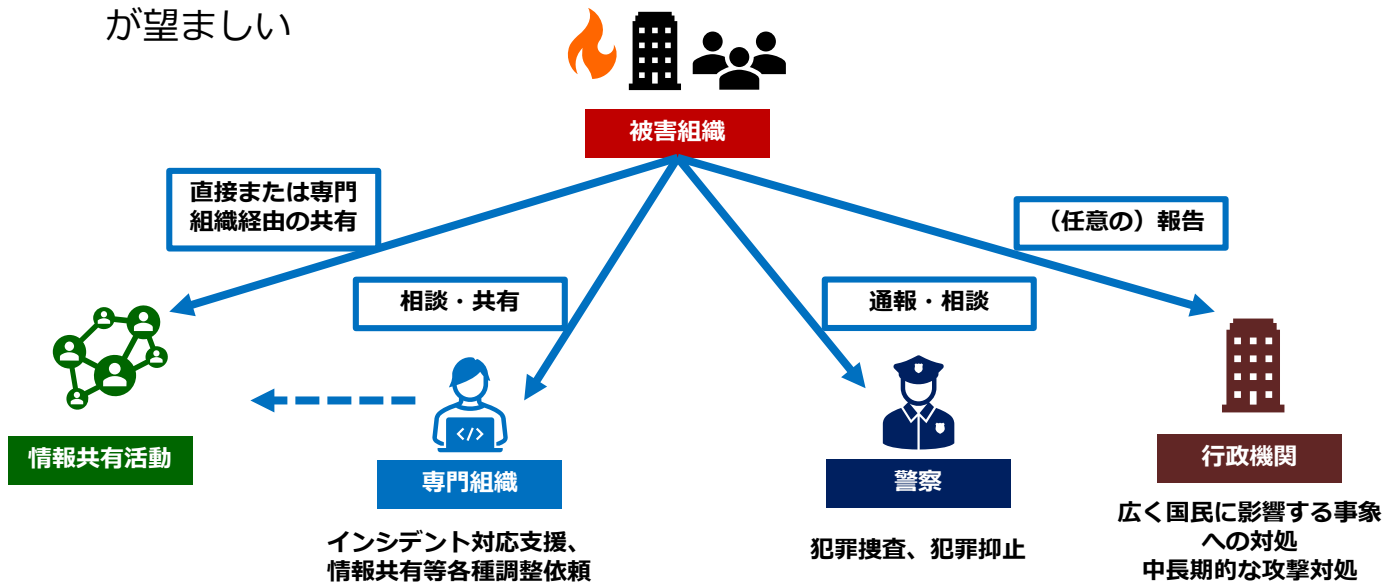 が望ましい
被害組織
直接または専門
組織経由の共有
（任意の）報告
相談・共有
通報・相談
</>
情報共有活動
専門組織
警察
行政機関
インシデント対応支援、
情報共有等各種調整依頼
犯罪捜査、犯罪抑止
広く国民に影響する事象
への対処
中長期的な攻撃対処